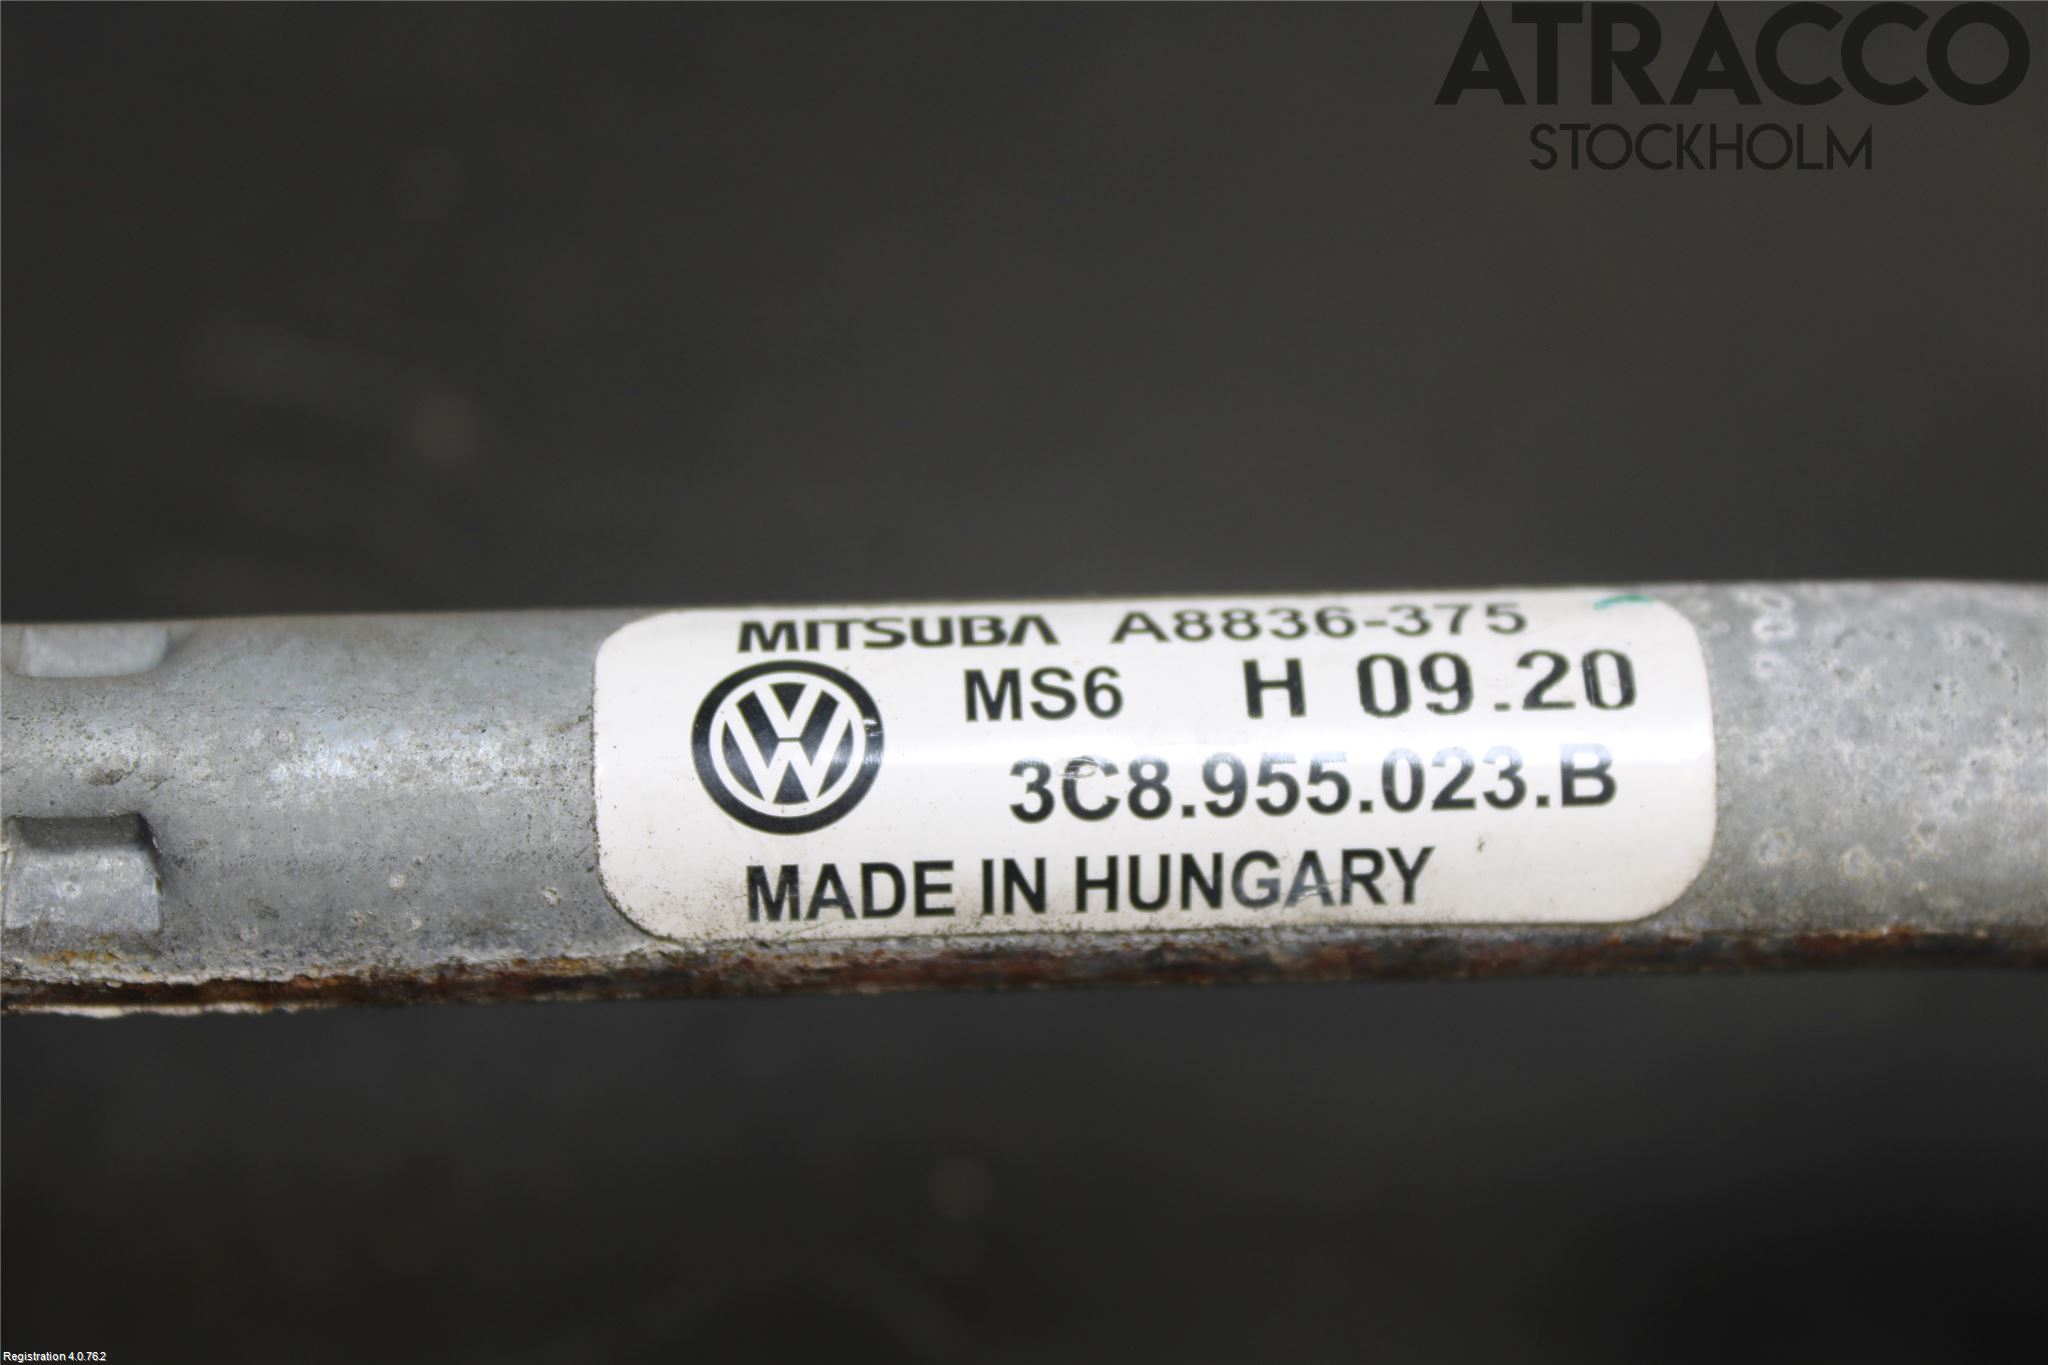 ATRACCO
STOCKHOLM
MITSUBA A8836-375
MS6 H 09.20
3C8.955.023.B
MADE IN HUNGARY
Registration 4.0.76.2